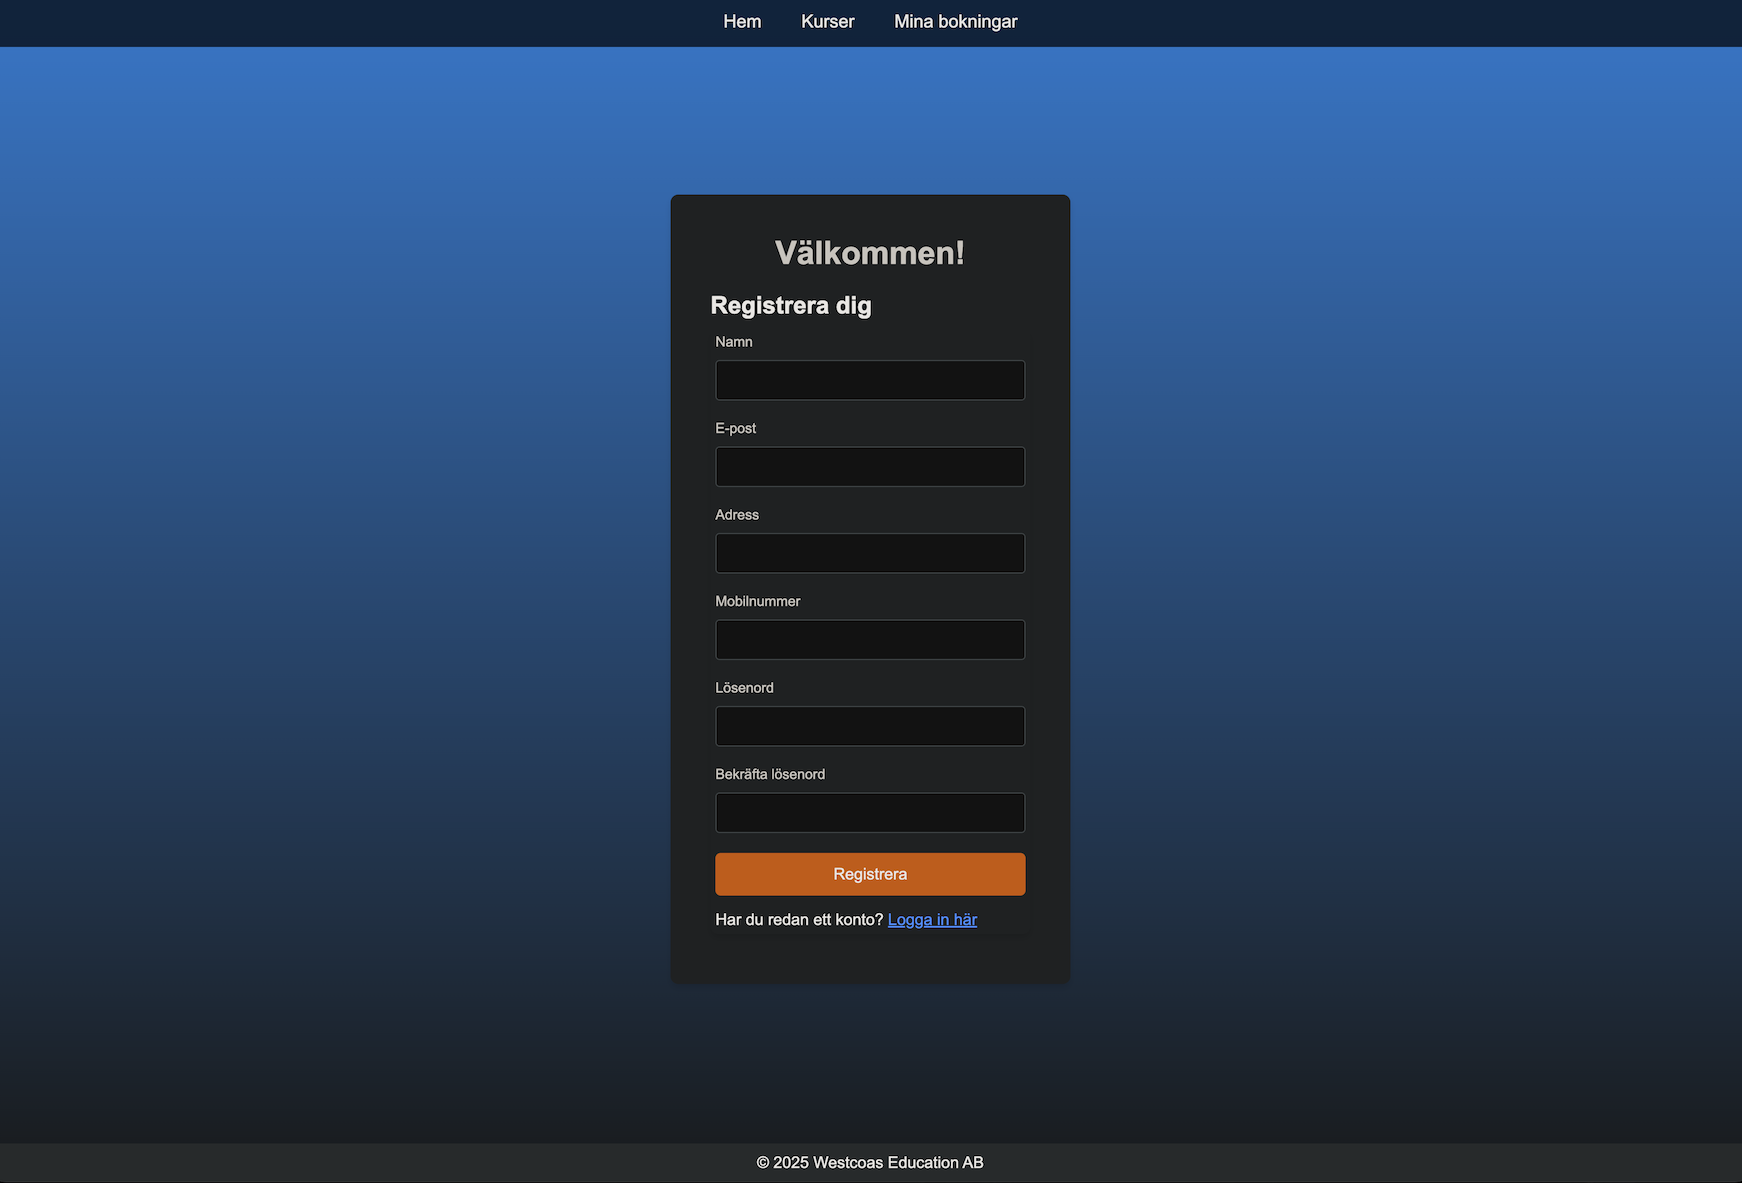 Hem Kurser Mina bokningar
Välkommen!
Registrera dig
Namn
E-post
Adress
Mobilnummer
Lösenord
Bekräfta lösenord
Registrera
Har du redan ett konto? Logga in här
© 2025 Westcoas Education AB